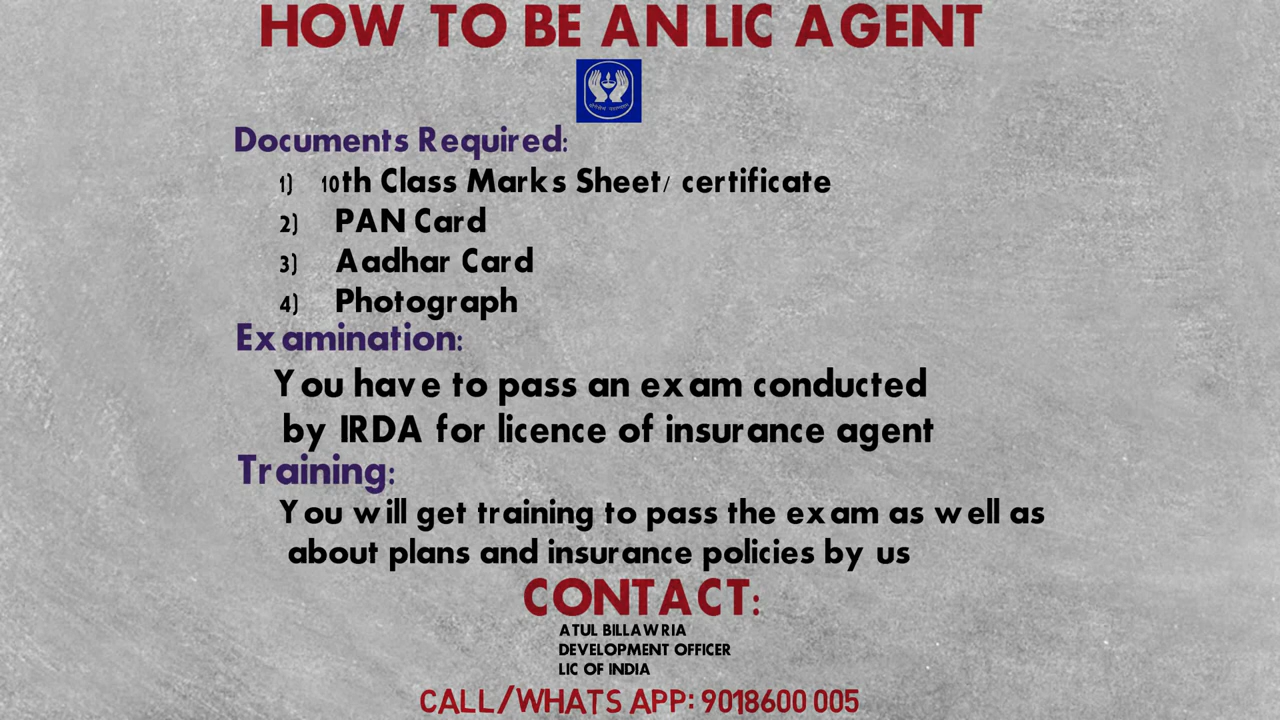 HOW TO BE AN LIC AGENT
Documents Required:
1) 10th Class Marks Sheet/ certificate
2) PAN Card
3) Aadhar Card
4) Photograph
Examination:
You have to pass an exam conducted
by IRDA for licence of insurance agent
Training:
You will get training to pass the exam as well as
about plans and insurance policies by us
CONTACT:
ATUL BILLAWRIA
DEVELOPMENT OFFICER
LIC OF INDIA
CALL/WHATS APP: 9018600 005